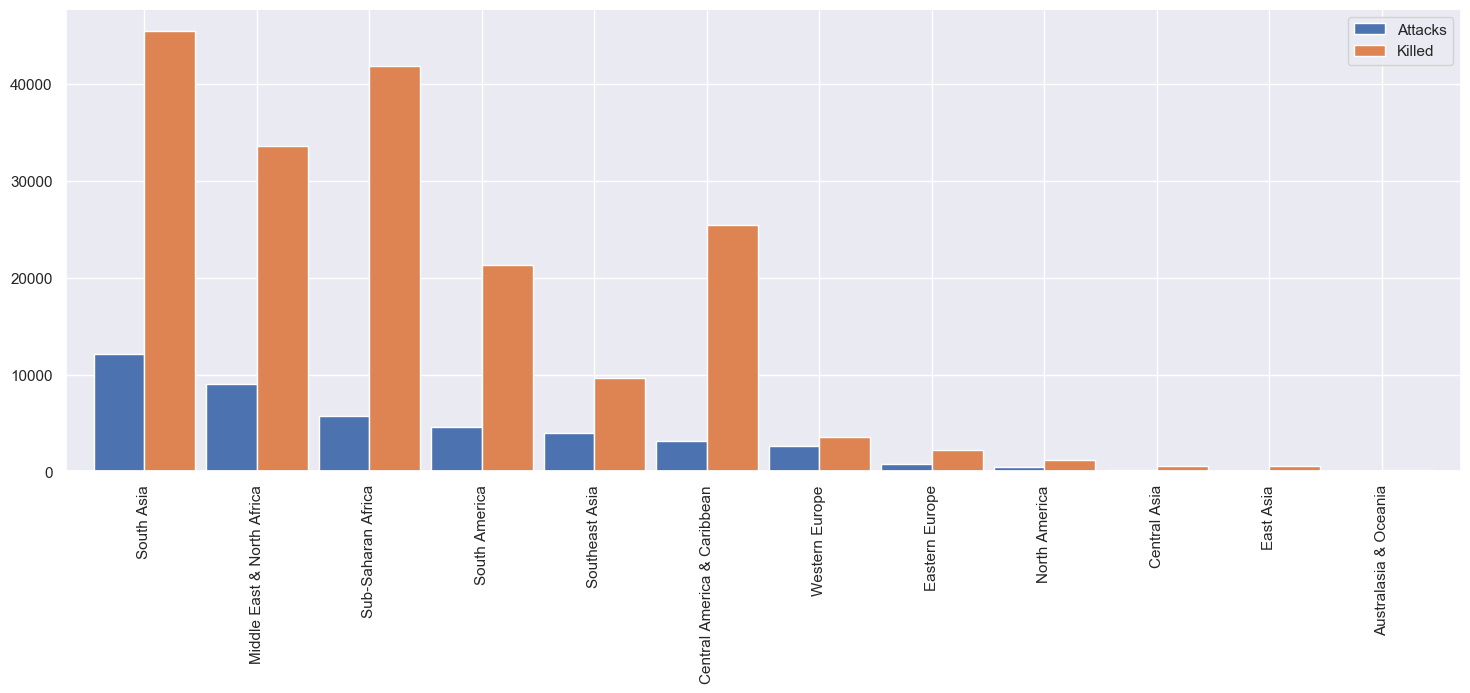 Attacks
Killed
40000
30000
20000
10000
0
South Asia
Middle East & North Africa
Sub-Saharan Africa
South America
Southeast Asia
Central America & Caribbean
Western Europe
Eastern Europe
North America
Central Asia
East Asia
Australasia & Oceania